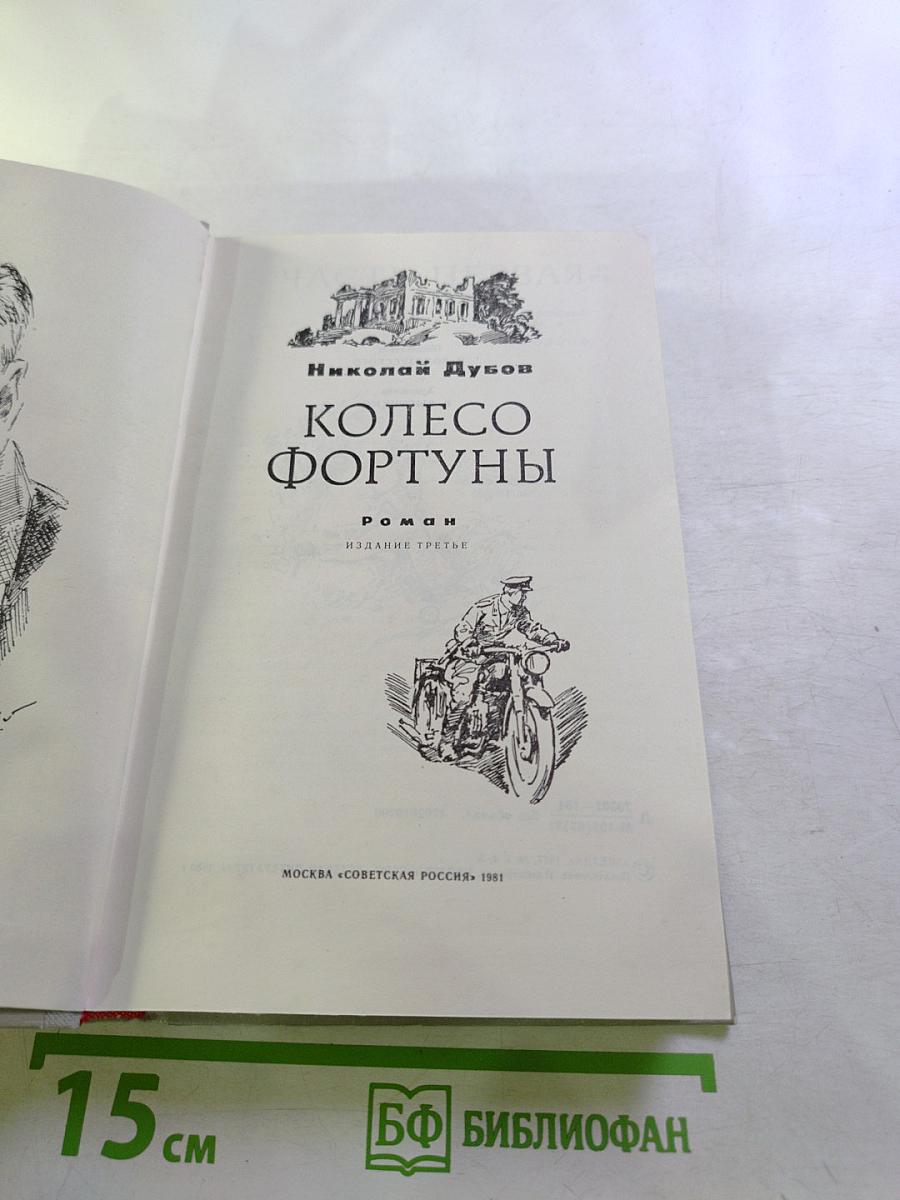 Николай Дубов
КОЛЕСО
ФОРТУНЫ
Роман
ИЗДАНИЕ ТРЕТЬЕ
МОСКВА «СОВЕТСКАЯ РОССИЯ» 1981
15 см
БФ БИБЛИОФАН